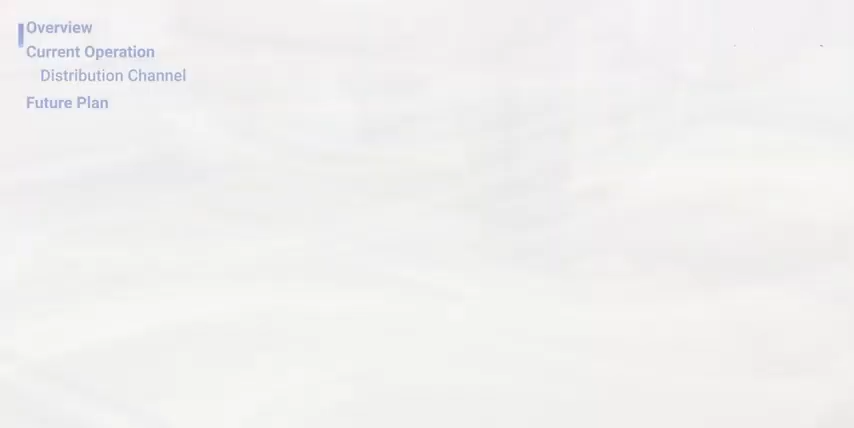 Overview
Current Operation
Distribution Channel
Future Plan